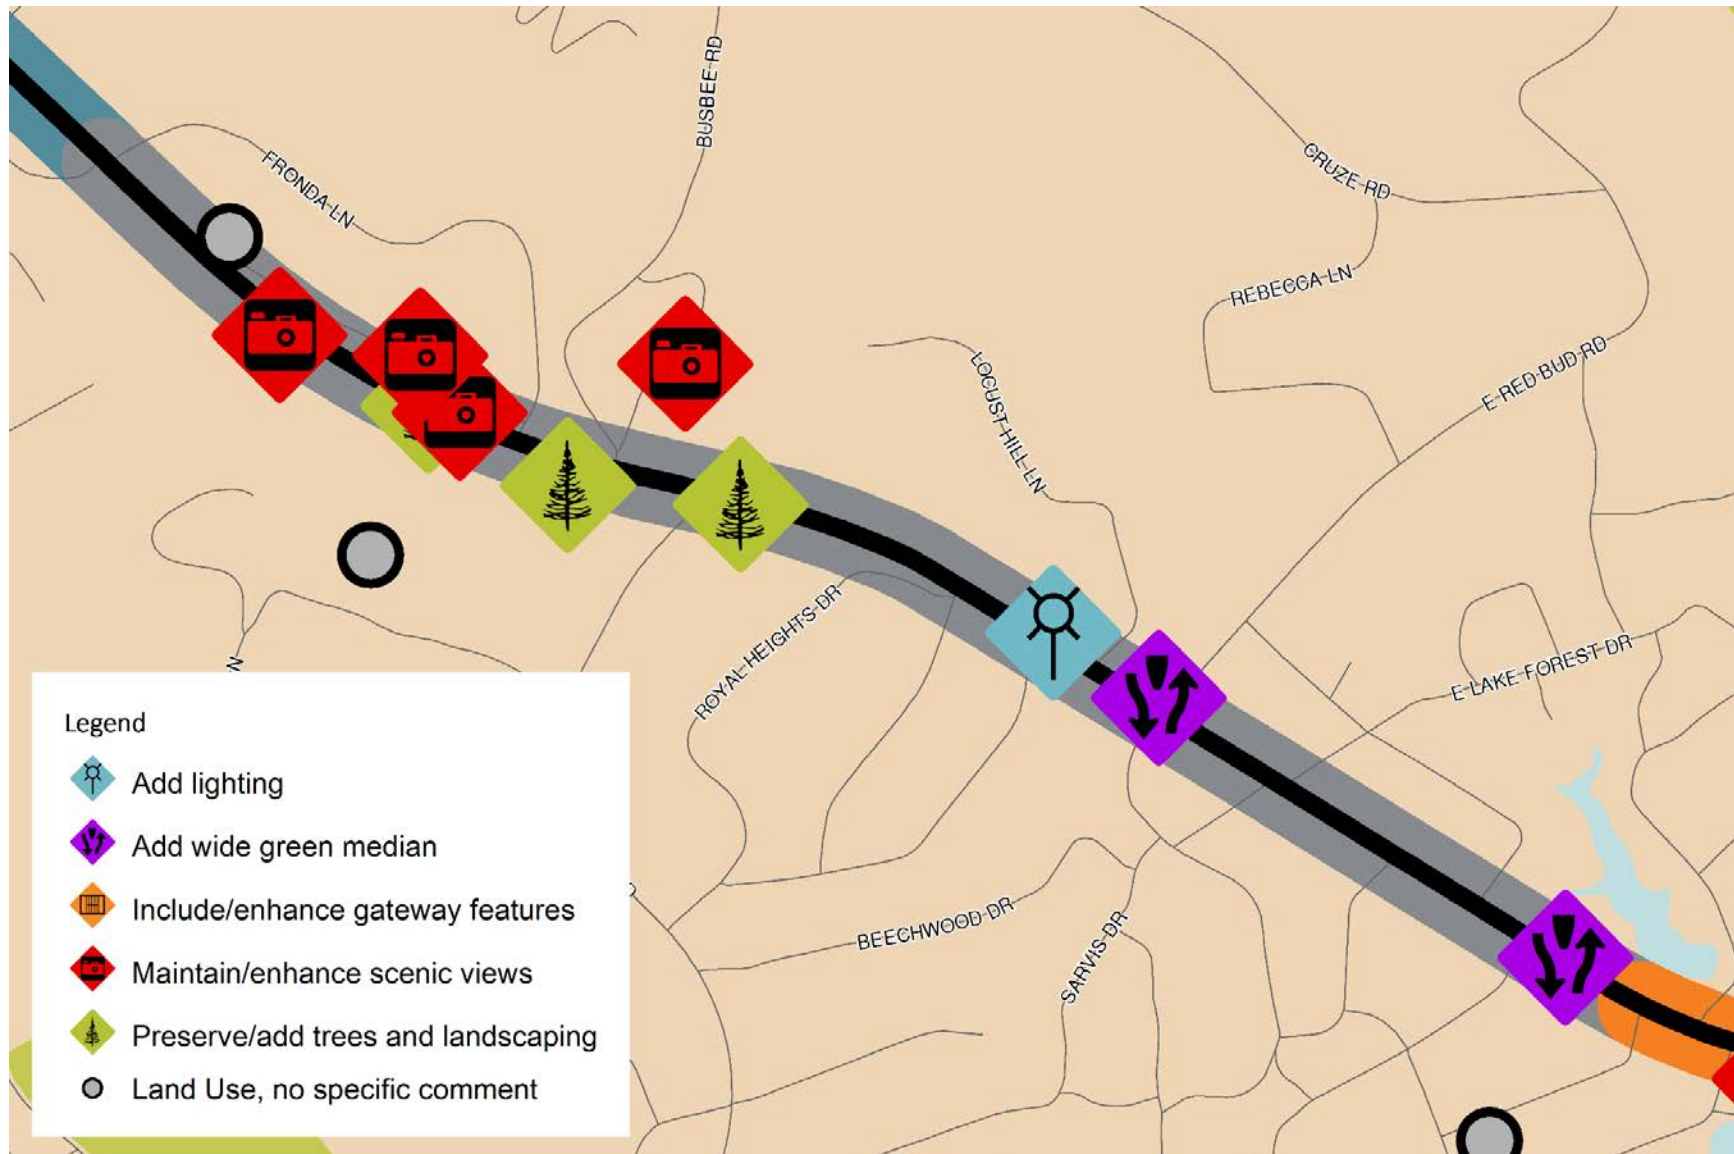 BUSBEE RD
CRUZE RD
FRONDA LN
REBECCA LN
E RED BUD RD
LOCUST HILL LN
ROYAL HEIGHTS DR
E LAKE FOREST DR
N
BEECHWOOD DR
SARVIS DR
Legend
Add lighting
Add wide green median
Include/enhance gateway features
Maintain/enhance scenic views
Preserve/add trees and landscaping
Land Use, no specific comment